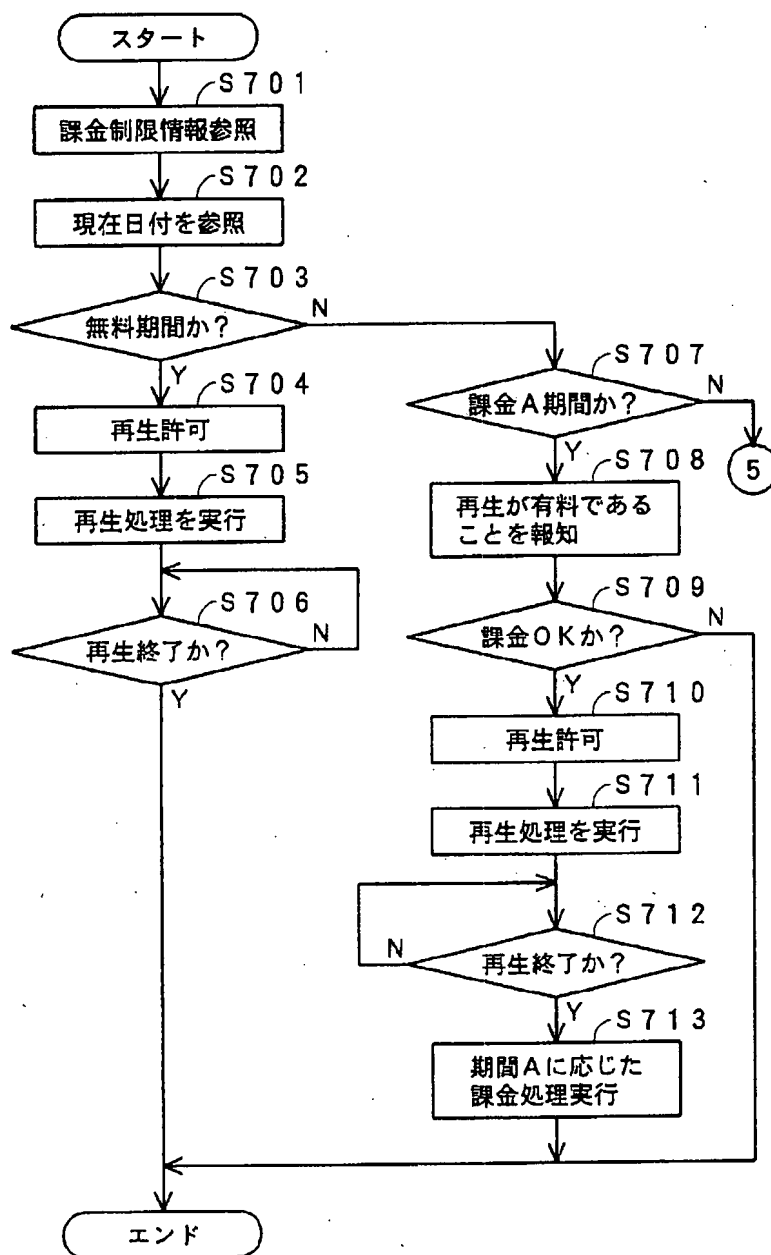 スタート
S701
課金制限情報参照
S702
現在日付を参照
S703
無料期間か?
N
Y
S704
再生許可
S705
再生処理を実行
S706
再生終了か?
N
Y
S707
課金A期間か?
N
5
Y
S708
再生が有料である
ことを報知
S709
課金OKか?
N
Y
S710
再生許可
S711
再生処理を実行
S712
再生終了か?
N
Y
S713
期間Aに応じた
課金処理実行
エンド